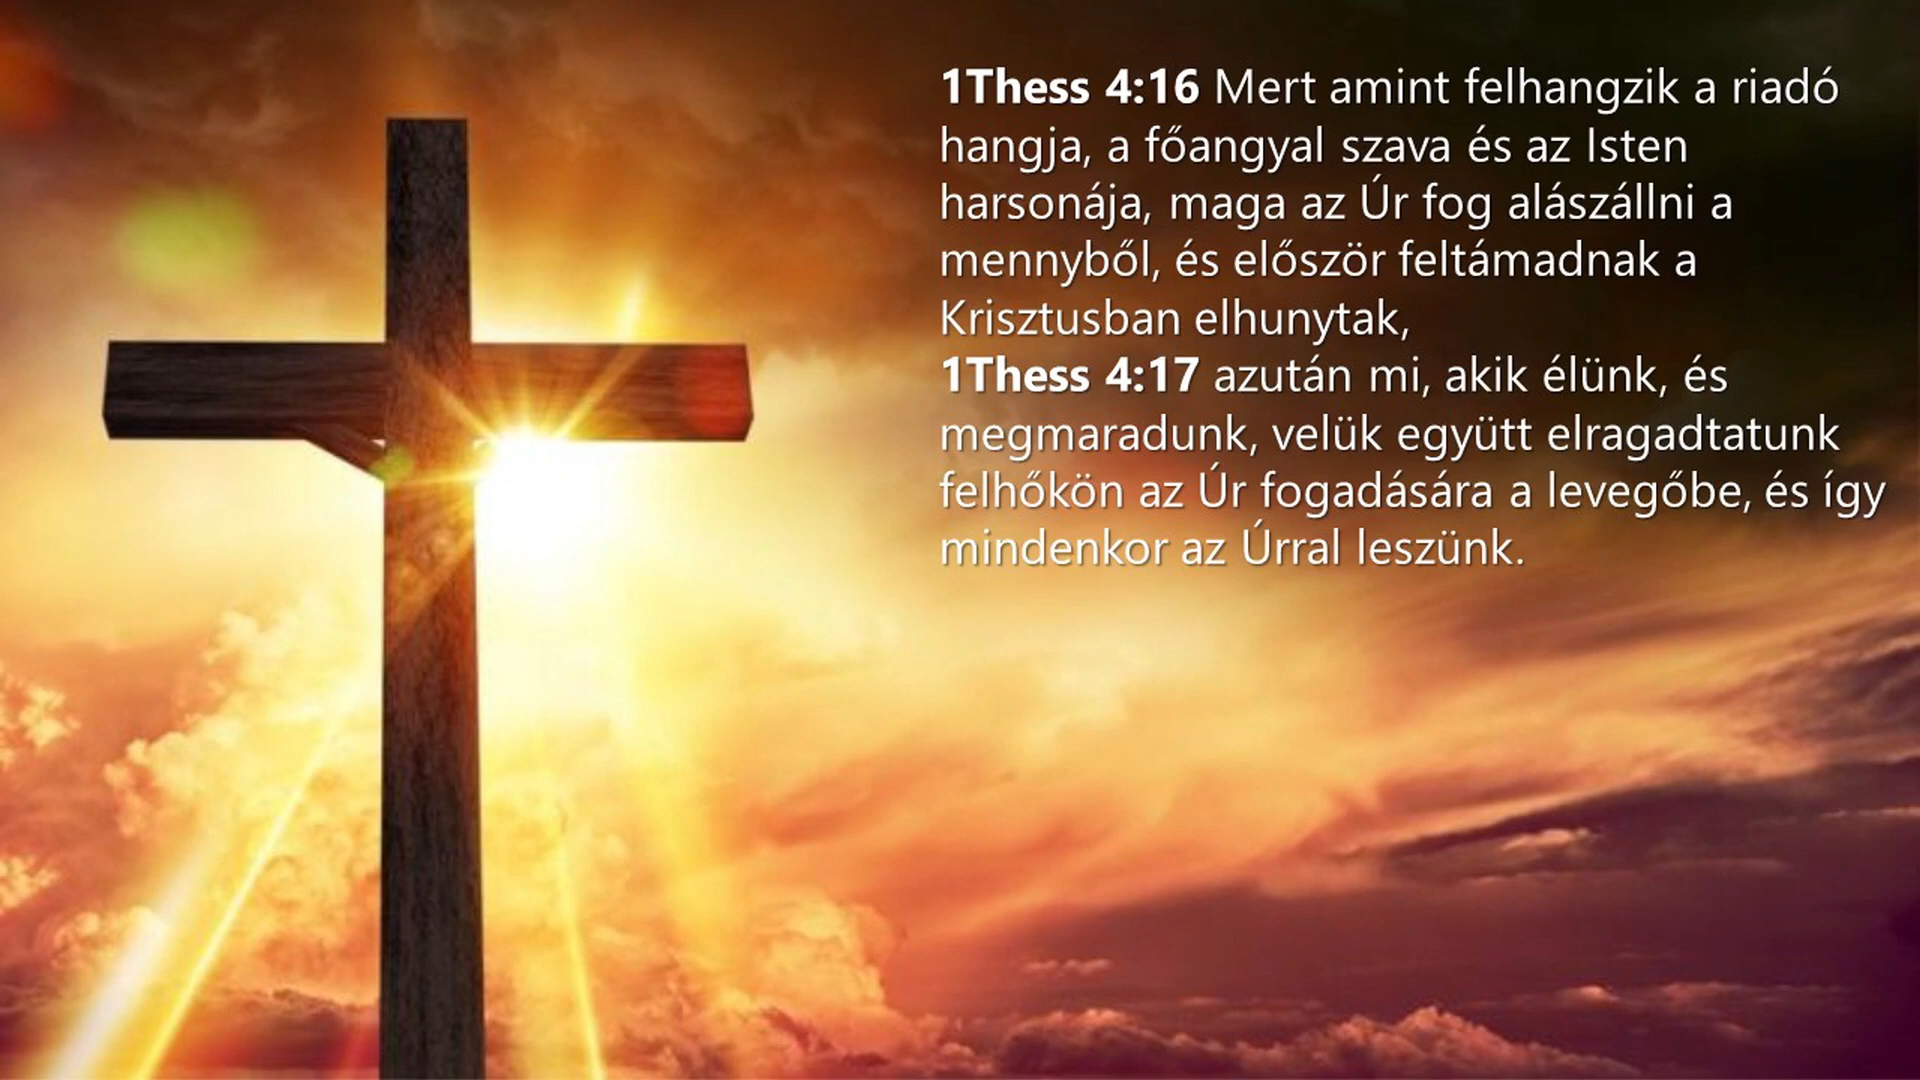 1Thess 4:16 Mert amint felhangzik a riadó
hangja, a főangyal szava és az Isten
harsonája, maga az Úr fog alászállni a
mennyből, és először feltámadnak a
Krisztusban elhunytak,
1Thess 4:17 azután mi, akik élünk, és
megmaradunk, velük együtt elragadtatunk
felhőkön az Úr fogadására a levegőbe, és így
mindenkor az Úrral leszünk.